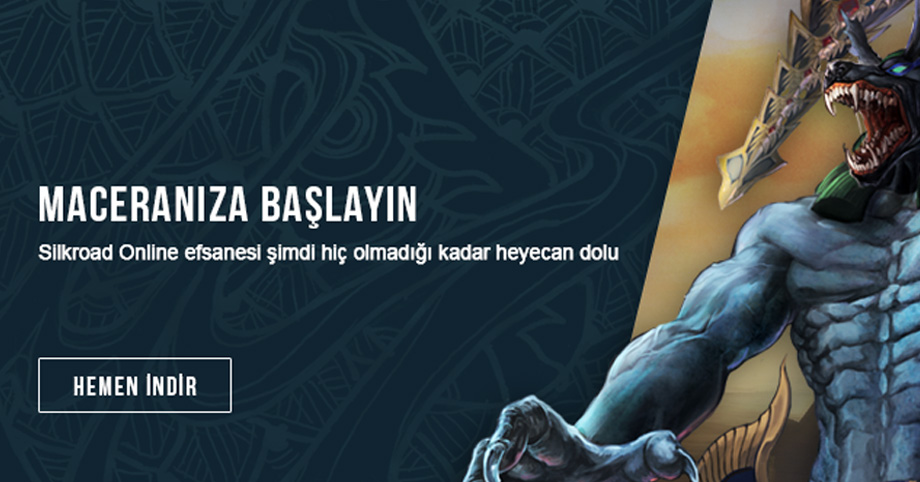 MACERANIZA BAŞLAYIN
Silkroad Online efsanesi şimdi hiç olmadığı kadar heyecan dolu
HEMEN İNDİR